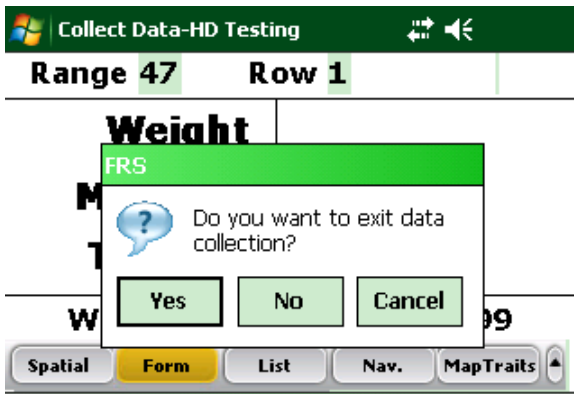 Collect Data-HD Testing
Range 47 Row 1
Weight
FRS
Do you want to exit data
collection?
Yes No Cancel
Spatial Form List Nav. MapTraits